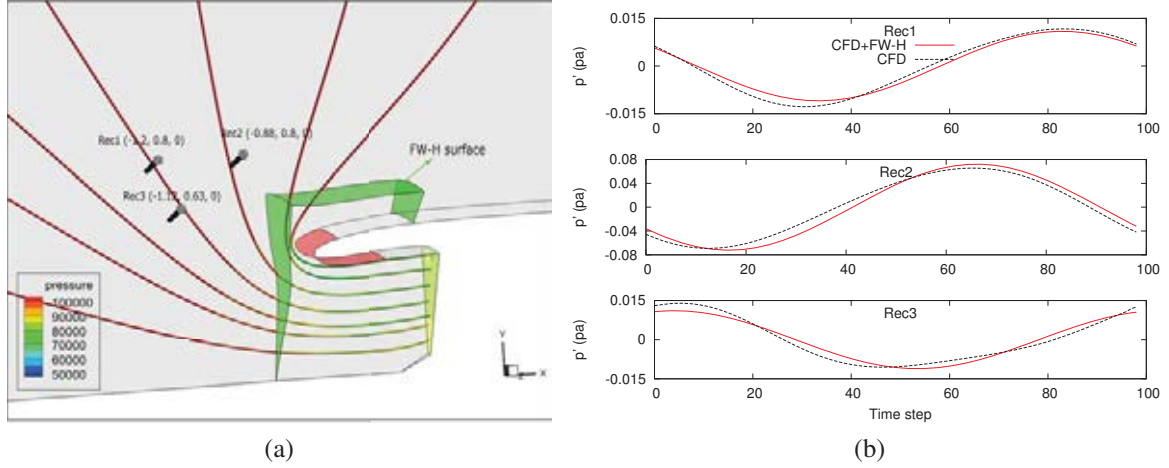 Rec1 (-1.2, 0.8, 0)
Rec2 (-0.88, 0.8, 0)
FW-H surface
Rec3 (-1.12, 0.63, 0)
pressure
100000
90000
80000
70000
60000
50000
Y
X
Z
(a)
0.015
0
-0.015
p' (pa)
Rec1
CFD+FW-H
CFD
0 20 40 60 80 100
0.08
0.04
0
-0.04
-0.08
p' (pa)
Rec2
0 20 40 60 80 100
0.015
0
-0.015
p' (pa)
Rec3
0 20 40 60 80 100
Time step
(b)